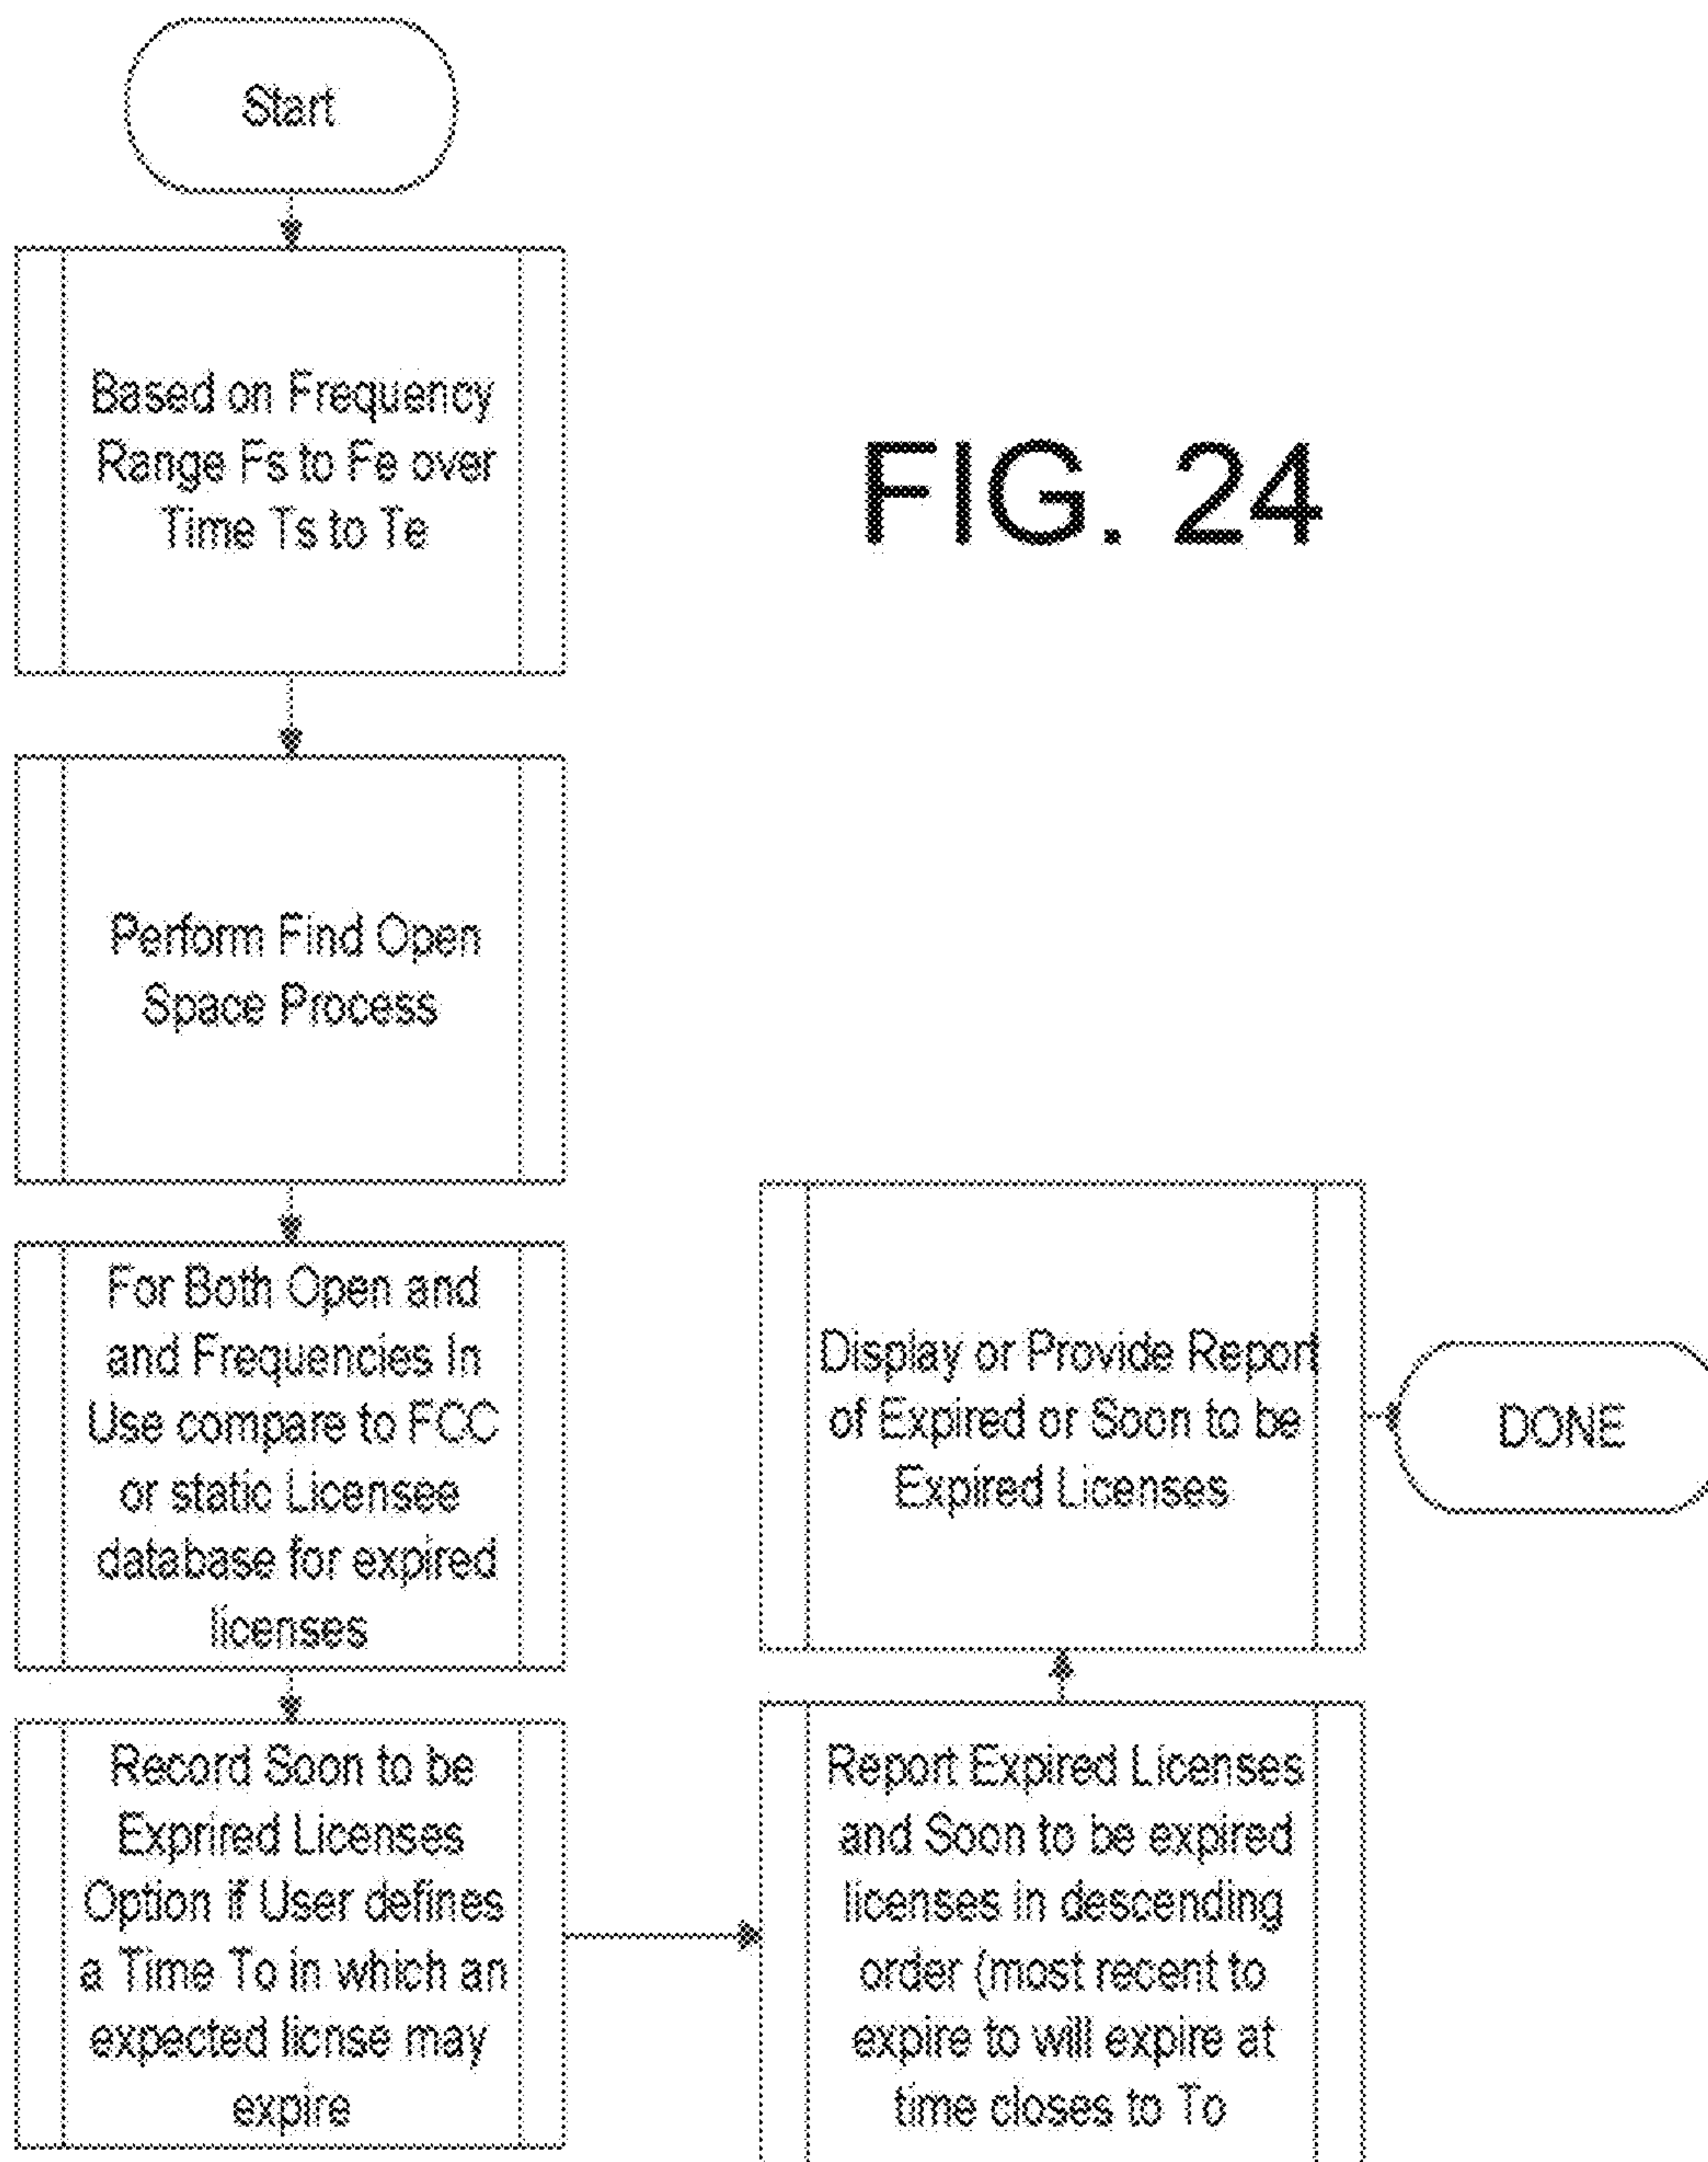 Start
Based on Frequency
Range Fs to Fe over
Time Ts to Te
FIG. 24
Perform Find Open
Space Process
For Both Open and
and Frequencies In
Use compare to FCC
or static Licensee
database for expired
licenses
Record Soon to be
Exprired Licenses
Option if User defines
a Time To in which an
expected licnse may
expire
Report Expired Licenses
and Soon to be expired
licenses in descending
order (most recent to
expire to will expire at
time closes to To
Display or Provide Report
of Expired or Soon to be
Expired Licenses
DONE